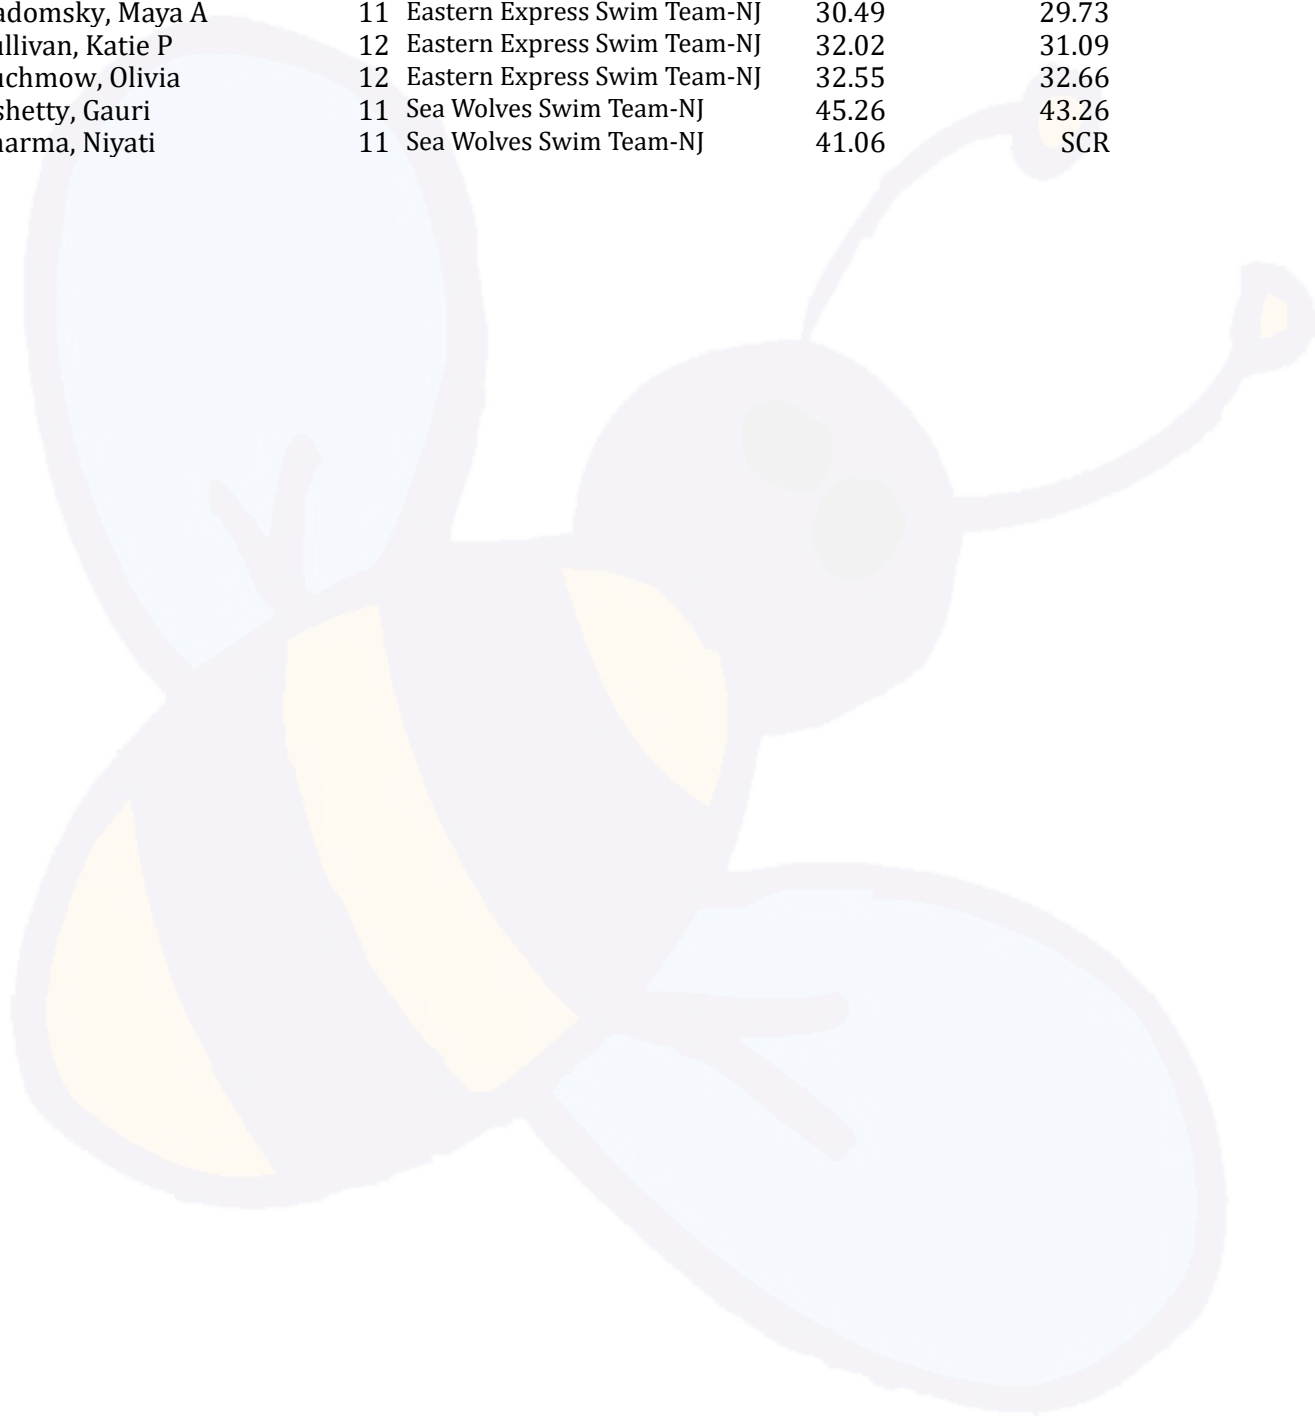 adomsky, Maya A 11 Eastern Express Swim Team-NJ 30.49 29.73
ullivan, Katie P 12 Eastern Express Swim Team-NJ 32.02 31.09
uchmow, Olivia 12 Eastern Express Swim Team-NJ 32.55 32.66
shetty, Gauri 11 Sea Wolves Swim Team-NJ 45.26 43.26
harma, Niyati 11 Sea Wolves Swim Team-NJ 41.06 SCR